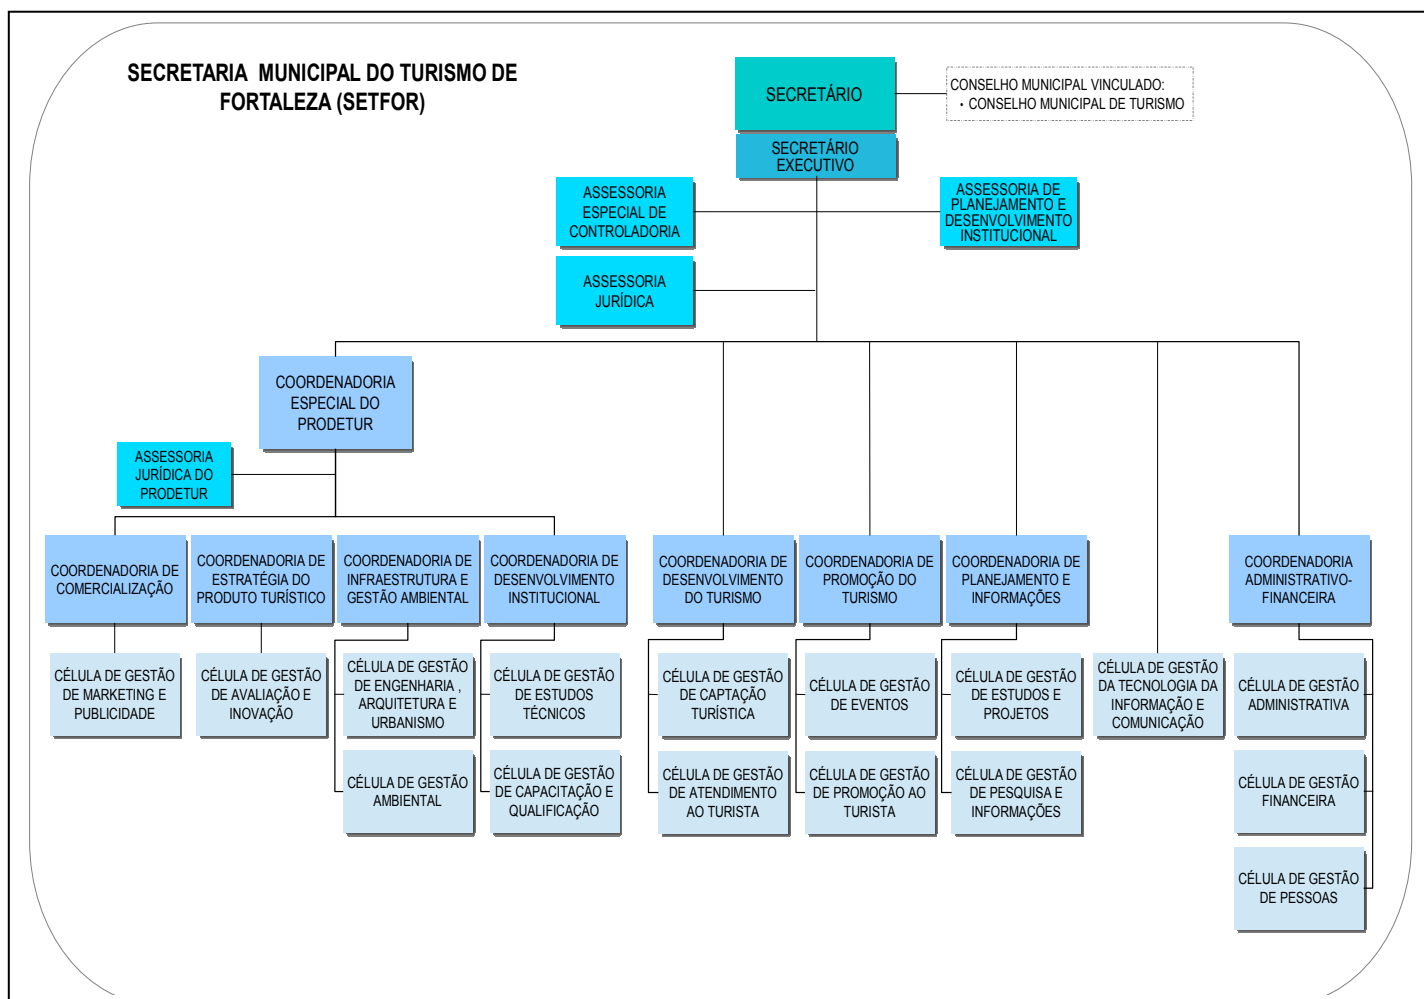 SECRETARIA  MUNICIPAL DO TURISMO DE
FORTALEZA (SETFOR)
SECRETÁRIO
CONSELHO MUNICIPAL VINCULADO:
• CONSELHO MUNICIPAL DE TURISMO
SECRETÁRIO
EXECUTIVO
ASSESSORIA
ESPECIAL DE
CONTROLADORIA
ASSESSORIA DE
PLANEJAMENTO E
DESENVOLVIMENTO
INSTITUCIONAL
ASSESSORIA
JURÍDICA
COORDENADORIA
ESPECIAL DO
PRODETUR
ASSESSORIA
JURÍDICA DO
PRODETUR
COORDENADORIA DE
COMERCIALIZAÇÃO
COORDENADORIA DE
ESTRATÉGIA DO
PRODUTO TURÍSTICO
COORDENADORIA DE
INFRAESTRUTURA E
GESTÃO AMBIENTAL
COORDENADORIA DE
DESENVOLVIMENTO
INSTITUCIONAL
COORDENADORIA DE
DESENVOLVIMENTO
DO TURISMO
COORDENADORIA DE
PROMOÇÃO DO
TURISMO
COORDENADORIA DE
PLANEJAMENTO E
INFORMAÇÕES
COORDENADORIA
ADMINISTRATIVO-
FINANCEIRA
CÉLULA DE GESTÃO
DE MARKETING E
PUBLICIDADE
CÉLULA DE GESTÃO
DE AVALIAÇÃO E
INOVAÇÃO
CÉLULA DE GESTÃO
DE ENGENHARIA ,
ARQUITETURA E
URBANISMO
CÉLULA DE GESTÃO
DE ESTUDOS
TÉCNICOS
CÉLULA DE GESTÃO
DE CAPTAÇÃO
TURÍSTICA
CÉLULA DE GESTÃO
DE EVENTOS
CÉLULA DE GESTÃO
DE ESTUDOS E
PROJETOS
CÉLULA DE GESTÃO
DA TECNOLOGIA DA
INFORMAÇÃO E
COMUNICAÇÃO
CÉLULA DE GESTÃO
ADMINISTRATIVA
CÉLULA DE GESTÃO
AMBIENTAL
CÉLULA DE GESTÃO
DE CAPACITAÇÃO E
QUALIFICAÇÃO
CÉLULA DE GESTÃO
DE ATENDIMENTO
AO TURISTA
CÉLULA DE GESTÃO
DE PROMOÇÃO AO
TURISTA
CÉLULA DE GESTÃO
DE PESQUISA E
INFORMAÇÕES
CÉLULA DE GESTÃO
FINANCEIRA
CÉLULA DE GESTÃO
DE PESSOAS